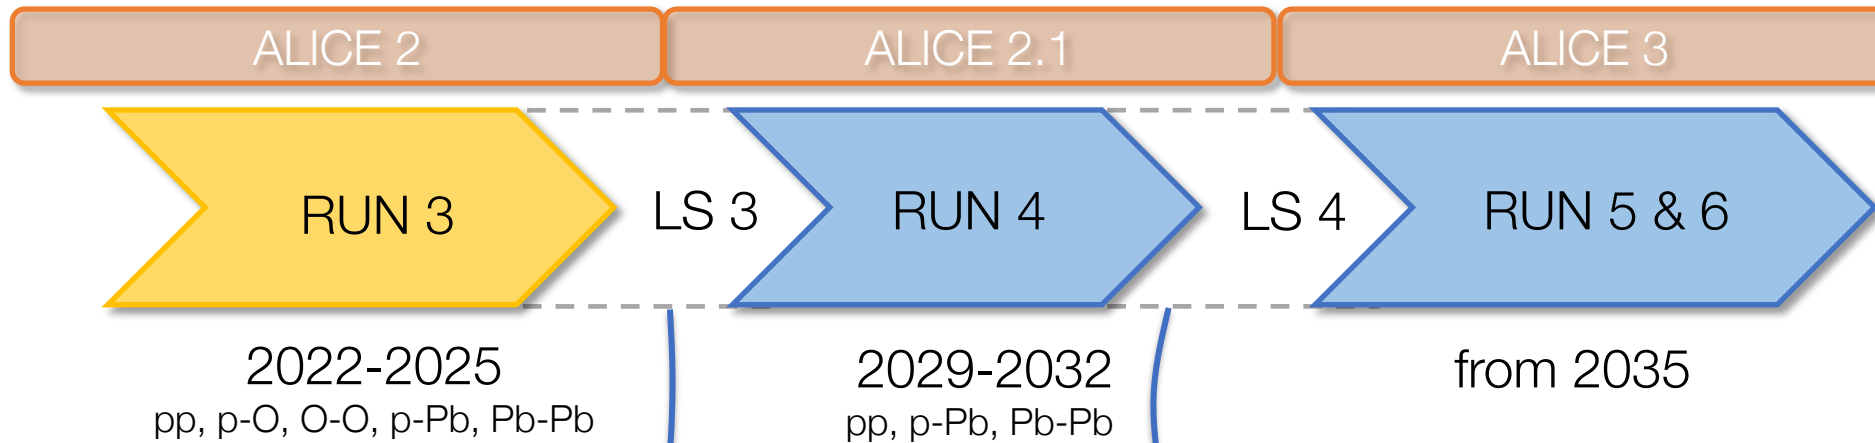 ALICE 2
ALICE 2.1
ALICE 3
RUN 3
LS 3
RUN 4
LS 4
RUN 5 & 6
2022-2025
pp, p-O, O-O, p-Pb, Pb-Pb
2029-2032
pp, p-Pb, Pb-Pb
from 2035